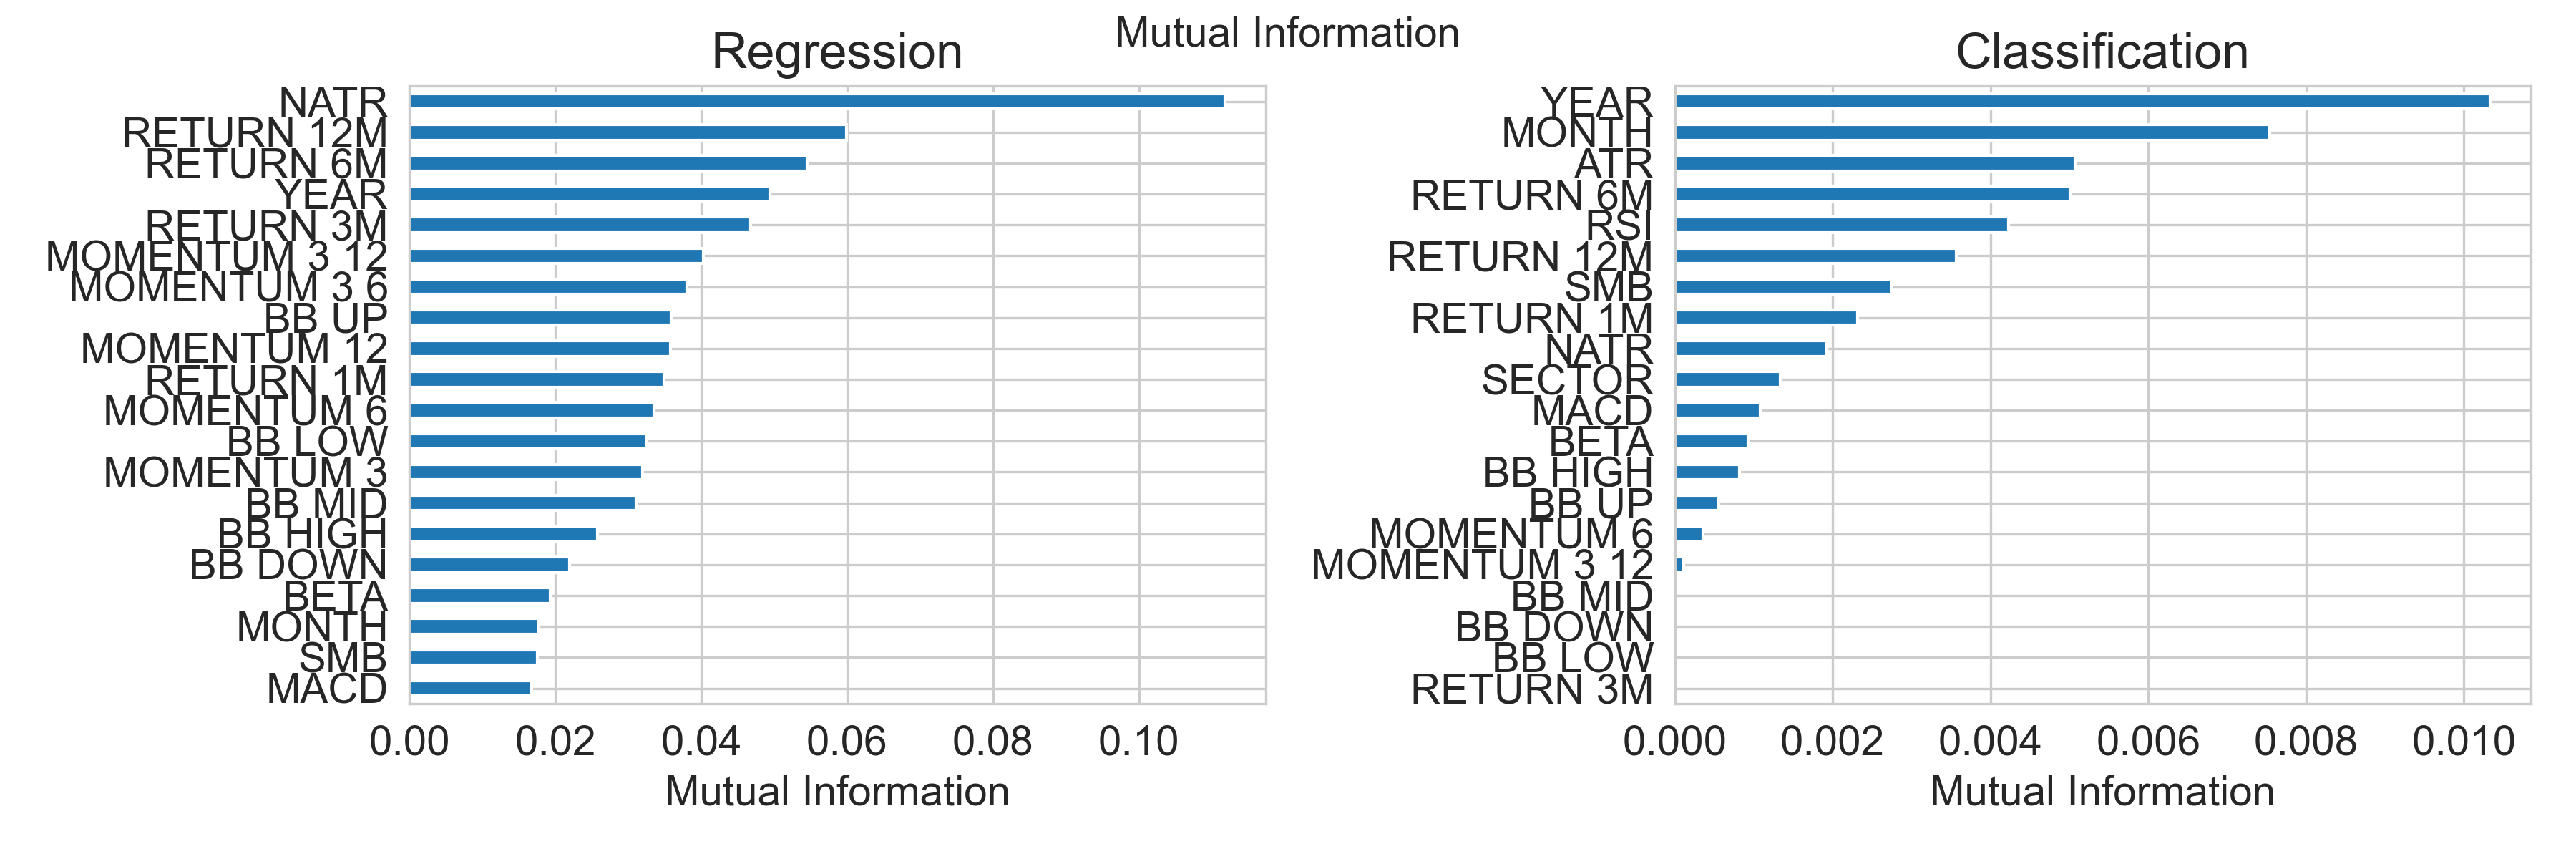 Mutual Information
Regression
NATR
RETURN 12M
RETURN 6M
YEAR
RETURN 3M
MOMENTUM 3 12
MOMENTUM 3 6
BB UP
MOMENTUM 12
RETURN 1M
MOMENTUM 6
BB LOW
MOMENTUM 3
BB MID
BB HIGH
BB DOWN
BETA
MONTH
SMB
MACD
0.00 0.02 0.04 0.06 0.08 0.10
Mutual Information
Classification
YEAR
MONTH
ATR
RETURN 6M
RSI
RETURN 12M
SMB
RETURN 1M
NATR
SECTOR
MACD
BETA
BB HIGH
BB UP
MOMENTUM 6
MOMENTUM 3 12
BB MID
BB DOWN
BB LOW
RETURN 3M
0.000 0.002 0.004 0.006 0.008 0.010
Mutual Information